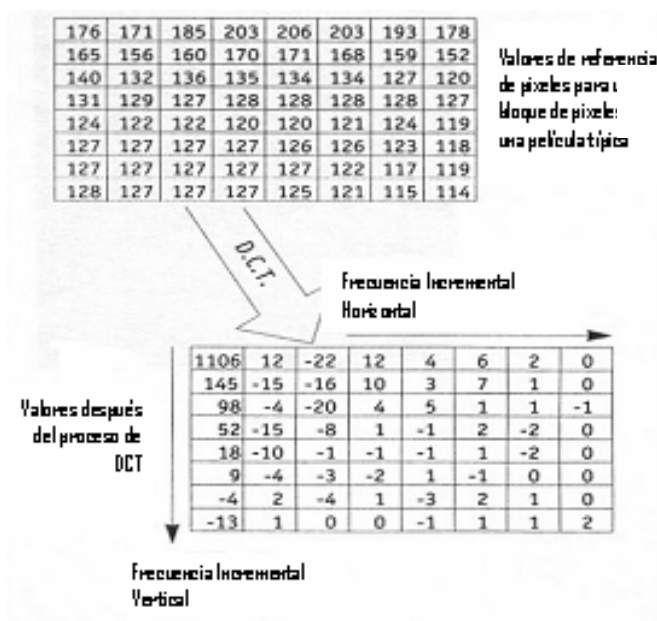 176 171 185 203 206 203 193 178
165 156 160 170 171 168 159 152
140 132 136 135 134 134 127 120
131 129 127 128 128 128 128 127
124 122 122 120 120 121 124 119
127 127 127 127 126 126 123 118
127 127 127 127 127 122 117 119
128 127 127 127 125 121 115 114
Valores de referencia
de píxeles para
bloque de píxeles
una película típica
D.C.T.
Frecuencia Incremental
Horizontal
1106 12 -22 12 4 6 2 0
145 -15 -16 10 3 7 1 0
98 -4 -20 4 5 1 1 -1
52 -15 -8 1 -1 2 -2 0
18 -10 -1 -1 -1 1 -2 0
9 -4 -3 -2 1 -1 0 0
-4 2 -4 1 -3 2 1 0
-13 1 0 0 -1 1 1 2
Valores después
del proceso de
DCT
Frecuencia Incremental
Vertical